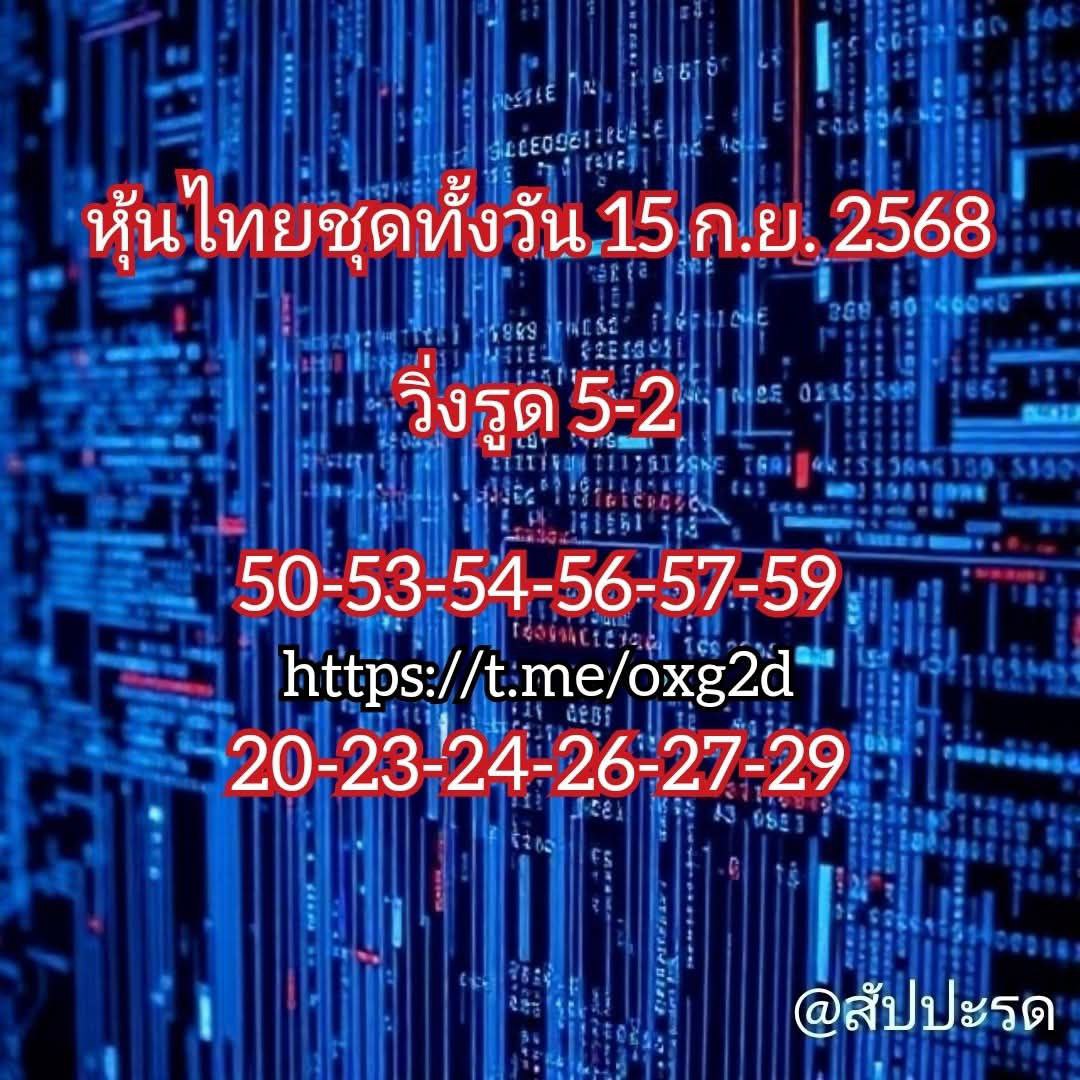 หุ้นไทยชุดทั้งวัน 15 ก.ย. 2568
วิ่งรูด 5-2
50-53-54-56-57-59
https://t.me/oxg2d
20-23-24-26-27-29
@สัปปะรด